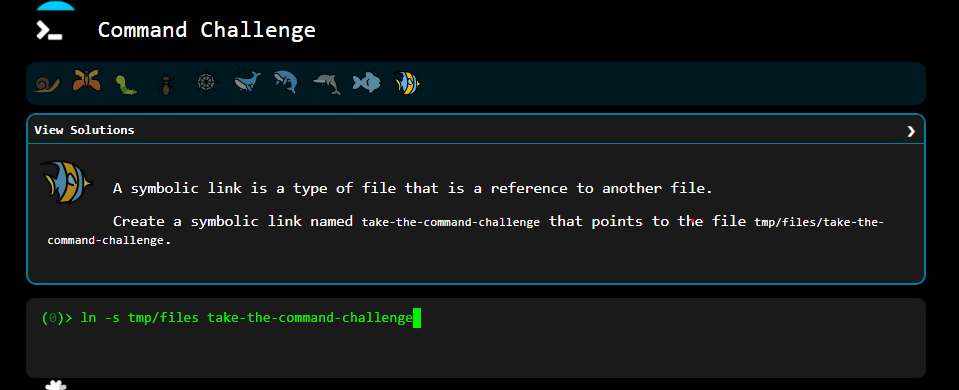 Command Challenge
View Solutions
A symbolic link is a type of file that is a reference to another file.
Create a symbolic link named take-the-command-challenge that points to the file tmp/files/take-the-
command-challenge.
(0)> ln -s tmp/files take-the-command-challenge